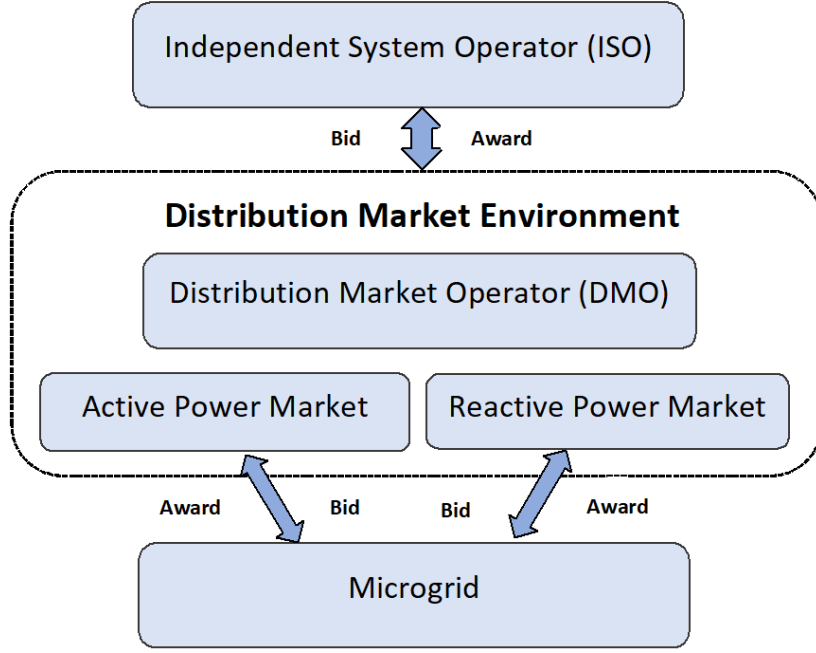 Independent System Operator (ISO)
Bid
Award
Distribution Market Environment
Distribution Market Operator (DMO)
Active Power Market
Reactive Power Market
Award
Bid
Bid
Award
Microgrid